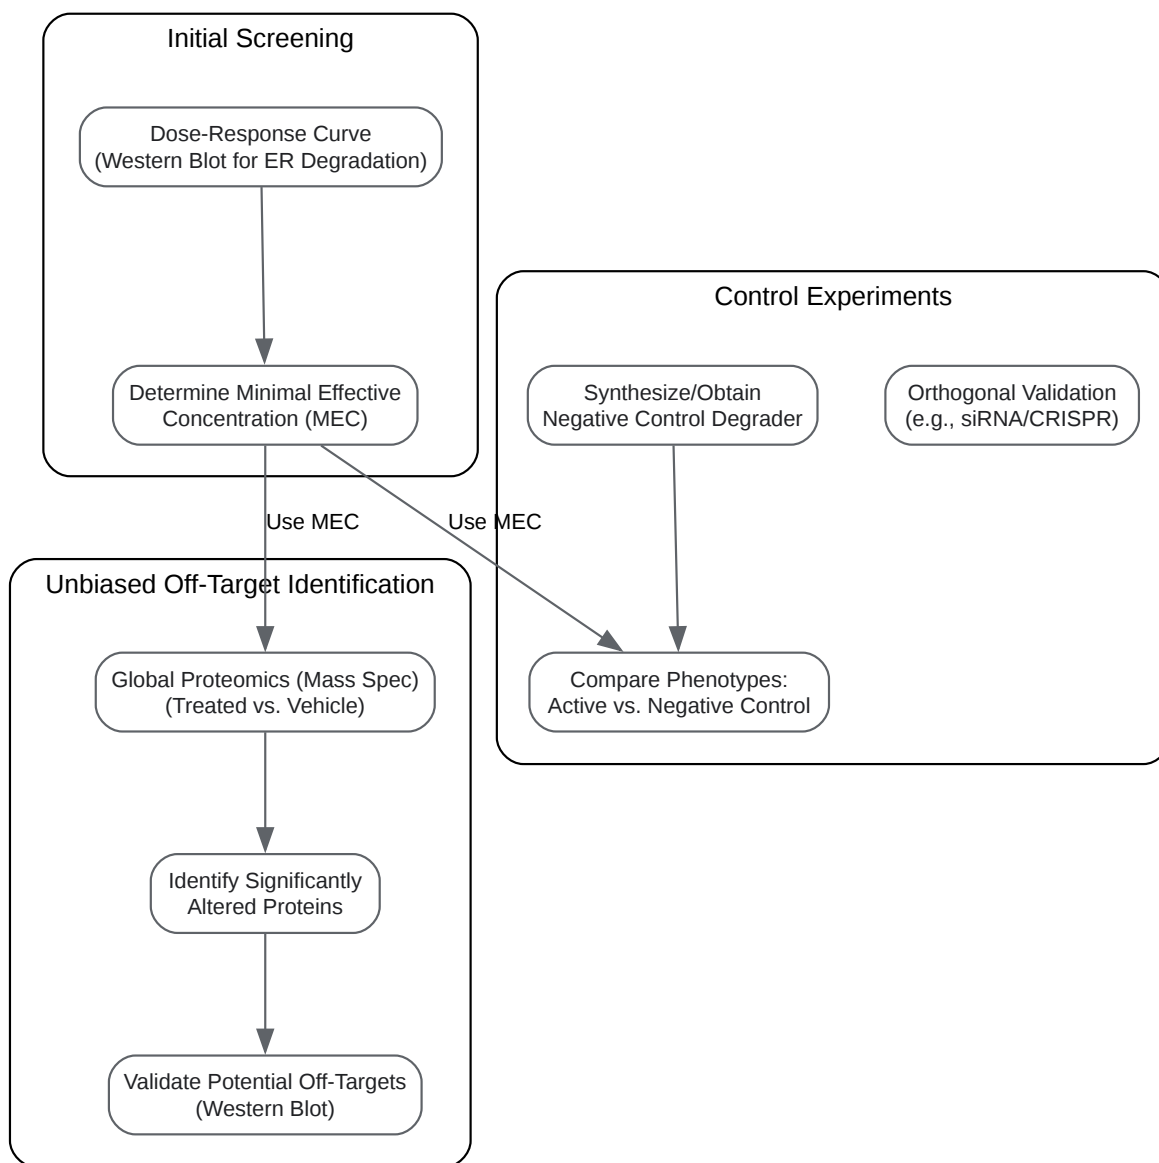 Initial Screening
Dose-Response Curve
(Western Blot for ER Degradation)
Determine Minimal Effective
Concentration (MEC)
Control Experiments
Synthesize/Obtain
Negative Control Degrader
Orthogonal Validation
(e.g., siRNA/CRISPR)
Use MEC
Use MEC
Compare Phenotypes:
Active vs. Negative Control
Unbiased Off-Target Identification
Global Proteomics (Mass Spec)
(Treated vs. Vehicle)
Identify Significantly
Altered Proteins
Validate Potential Off-Targets
(Western Blot)